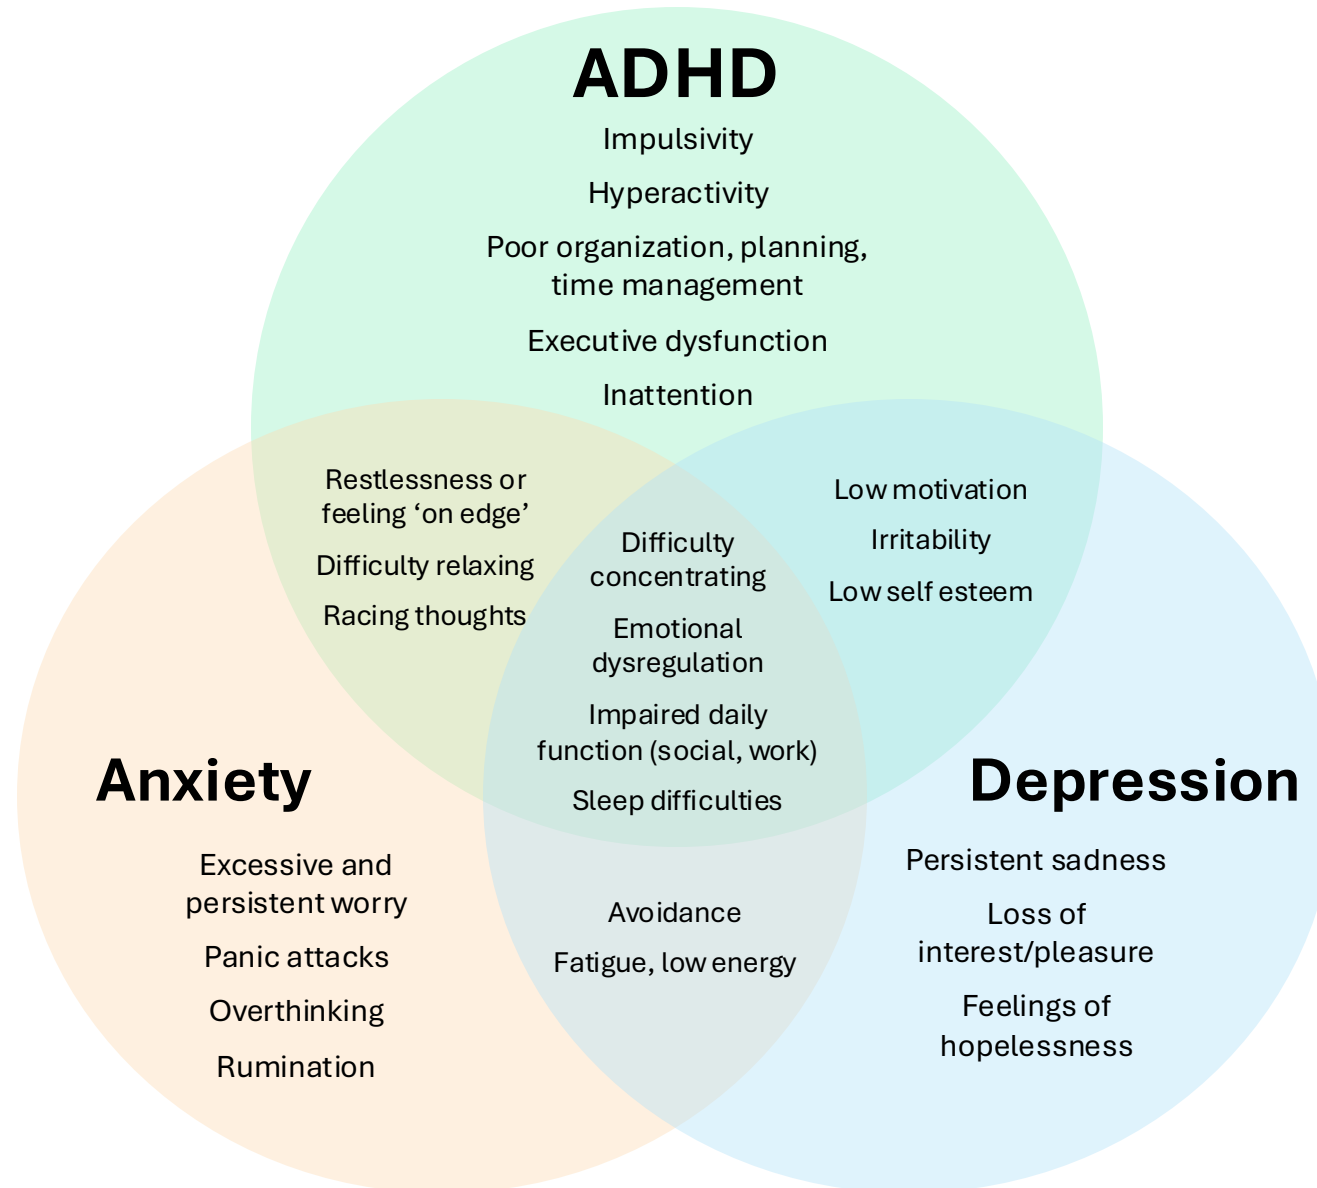 ADHD
Impulsivity
Hyperactivity
Poor organization, planning,
time management
Executive dysfunction
Inattention
Restlessness or
feeling ‘on edge’
Difficulty relaxing
Racing thoughts
Difficulty
concentrating
Emotional
dysregulation
Impaired daily
function (social, work)
Sleep difficulties
Low motivation
Irritability
Low self esteem
Anxiety
Excessive and
persistent worry
Panic attacks
Overthinking
Rumination
Avoidance
Fatigue, low energy
Depression
Persistent sadness
Loss of
interest/pleasure
Feelings of
hopelessness